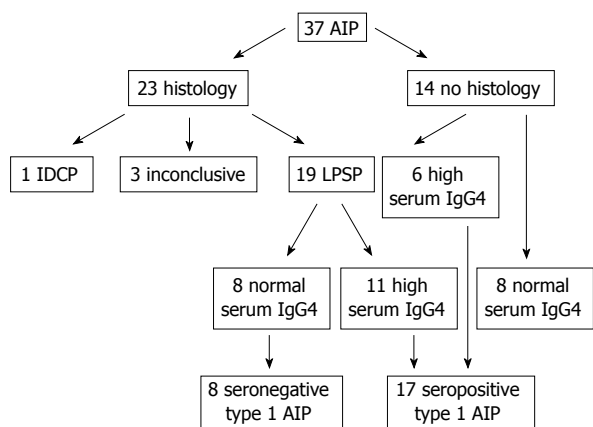 37 AIP
23 histology
14 no histology
1 IDCP
3 inconclusive
19 LPSP
6 high
serum IgG4
8 normal
serum IgG4
11 high
serum IgG4
8 normal
serum IgG4
8 seronegative
type 1 AIP
17 seropositive
type 1 AIP